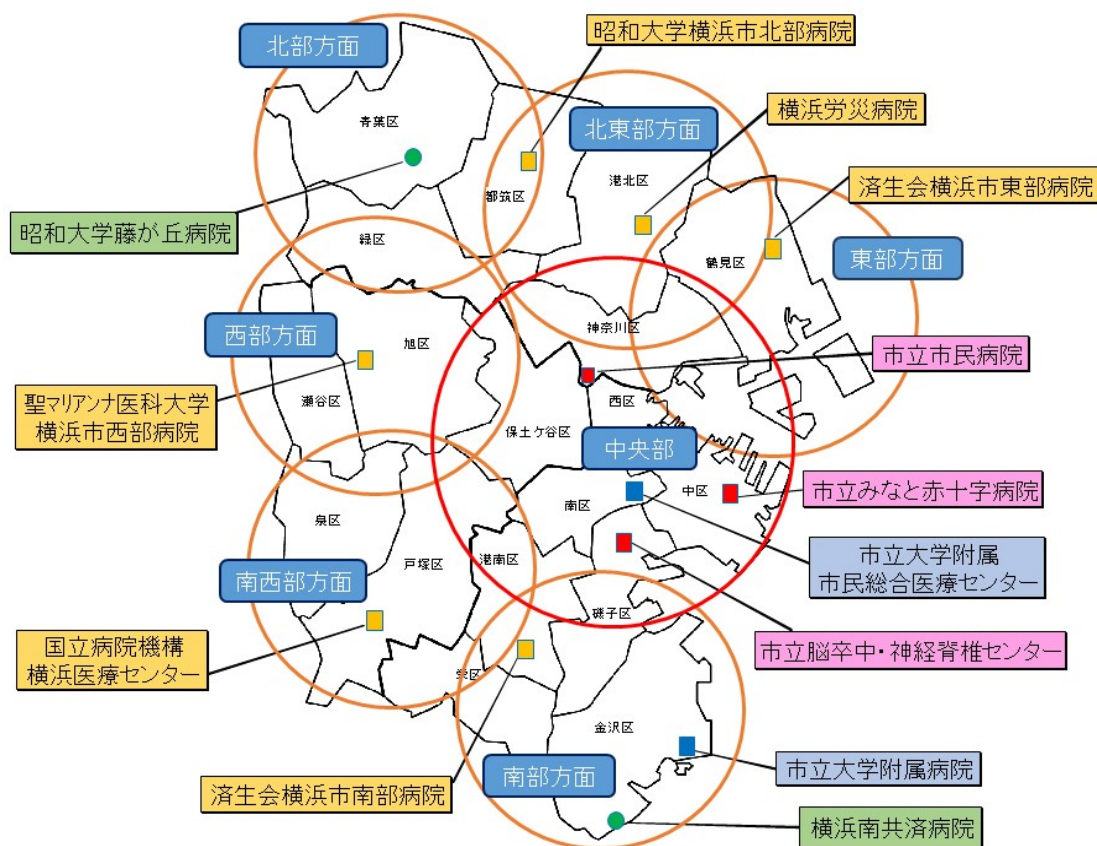 北部方面
昭和大学横浜市北部病院
横浜労災病院
北東部方面
青葉区
港北区
都筑区
済生会横浜市東部病院
昭和大学藤が丘病院
緑区
鶴見区
東部方面
西部方面
神奈川区
旭区
市立市民病院
聖マリアンナ医科大学
横浜市西部病院
瀬谷区
西区
保土ケ谷区
中央部
中区
市立みなと赤十字病院
南区
泉区
戸塚区
港南区
市立大学附属
市民総合医療センター
南西部方面
磯子区
国立病院機構
横浜医療センター
市立脳卒中・神経脊椎センター
栄区
金沢区
南部方面
市立大学附属病院
済生会横浜市南部病院
横浜南共済病院